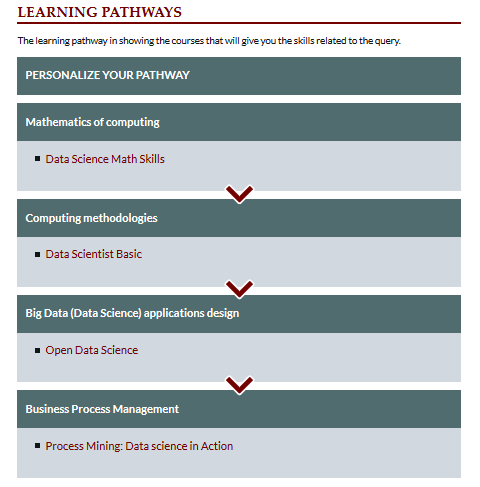 LEARNING PATHWAYS
The learning pathway in showing the courses that will give you the skills related to the query.
PERSONALIZE YOUR PATHWAY
Mathematics of computing
Data Science Math Skills
Computing methodologies
Data Scientist Basic
Big Data (Data Science) applications design
Open Data Science
Business Process Management
Process Mining: Data science in Action